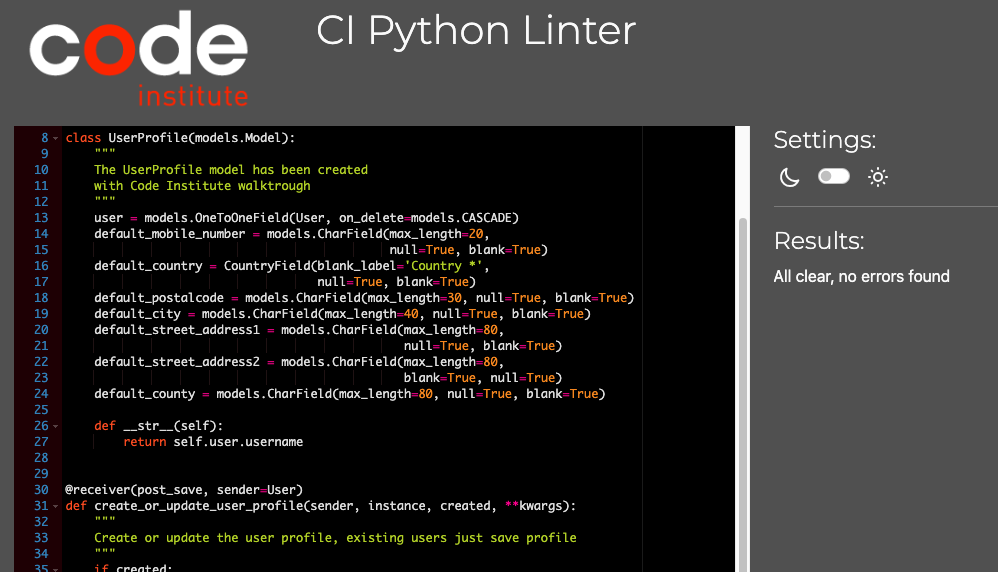 code
institute
CI Python Linter
8 class UserProfile(models.Model):
9 """
10 The UserProfile model has been created
11 with Code Institute walktrough
12 """
13 user = models.OneToOneField(User, on_delete=models.CASCADE)
14 default_mobile_number = models.CharField(max_length=20,
15 null=True, blank=True)
16 default_country = CountryField(blank_label='Country *',
17 null=True, blank=True)
18 default_postalcode = models.CharField(max_length=30, null=True, blank=True)
19 default_city = models.CharField(max_length=40, null=True, blank=True)
20 default_street_address1 = models.CharField(max_length=80,
21 null=True, blank=True)
22 default_street_address2 = models.CharField(max_length=80,
23 blank=True, null=True)
24 default_county = models.CharField(max_length=80, null=True, blank=True)
25
26 def __str__(self):
27 return self.user.username
28
29
30 @receiver(post_save, sender=User)
31 def create_or_update_user_profile(sender, instance, created, **kwargs):
32 """
33 Create or update the user profile, existing users just save profile
34 """
35 if created:
Settings:
Results:
All clear, no errors found